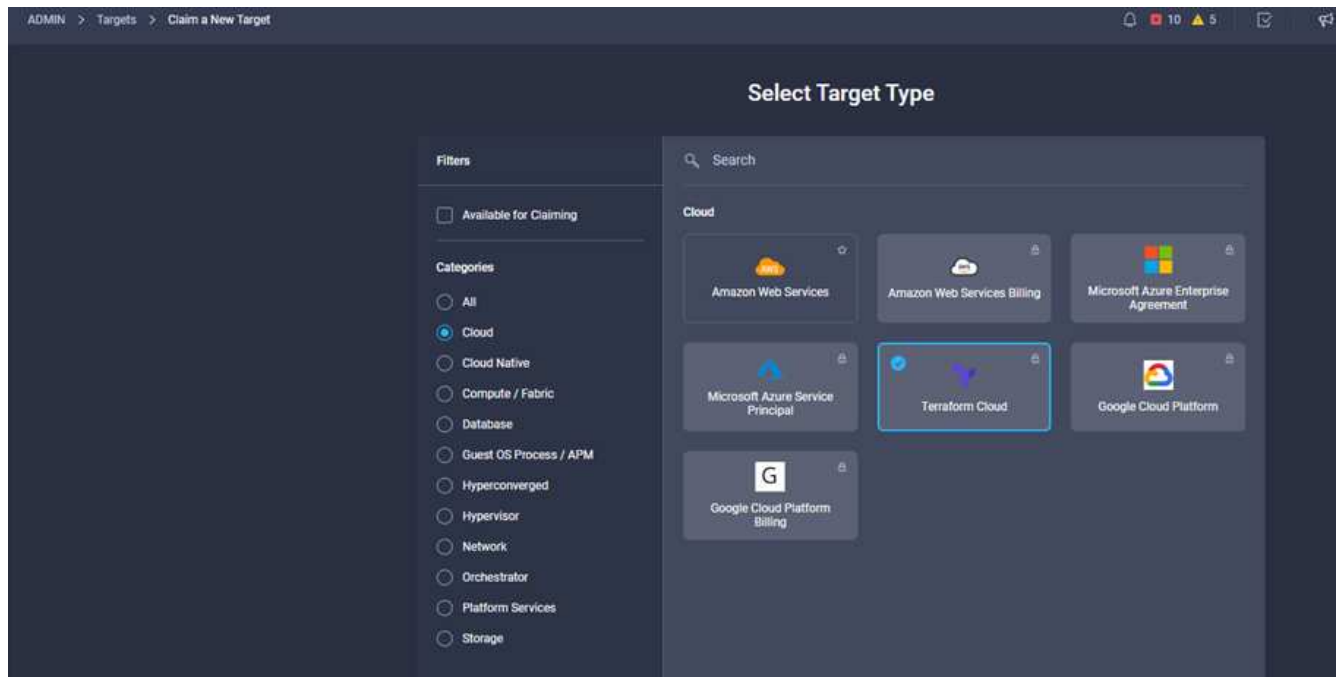 ADMIN > Targets > Claim a New Target
10 5
Select Target Type
Filters
Search
Available for Claiming
Cloud
Categories
All
Cloud
Cloud Native
Compute / Fabric
Database
Guest OS Process / APM
Hyperconverged
Hypervisor
Network
Orchestrator
Platform Services
Storage
aws
Amazon Web Services
aws
Amazon Web Services Billing
Microsoft Azure Enterprise
Agreement
Microsoft Azure Service
Principal
Terraform Cloud
Google Cloud Platform
G
Google Cloud Platform
Billing